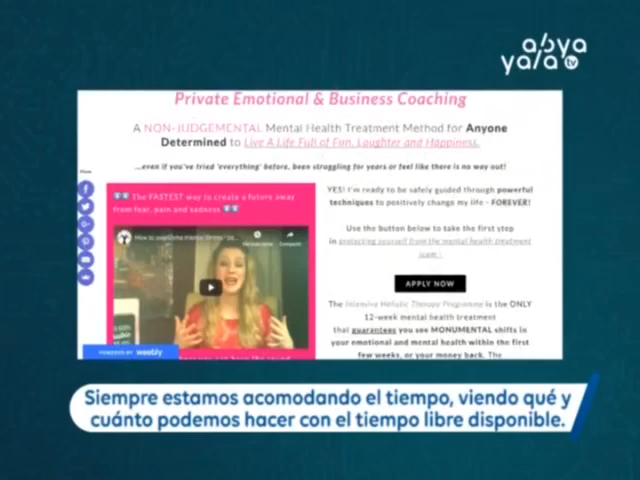 abya
yala tv
Private Emotional & Business Coaching
A NON-JUDGEMENTAL Mental Health Treatment Method for Anyone
Determined to Live A Life Full of Fun, Laughter and Happiness.
...even if you've tried 'everything' before, been struggling for years or feel like there is no way out!
The FASTEST way to create a future away
from fear, pain and sadness
How to overcome mental
YES! I'm ready to be safely guided through powerful
techniques to positively change my life - FOREVER!
Use the button below to take the first step
in protecting yourself from the mental health treatment
scam -
APPLY NOW
The Intensive Holistic Therapy Programme is the ONLY
12-week mental health treatment
that guarantees you see MONUMENTAL shifts in
your emotional and mental health within the first
few weeks, or your money back. The
POWERED BY weebly
Siempre estamos acomodando el tiempo, viendo qué y
cuánto podemos hacer con el tiempo libre disponible.